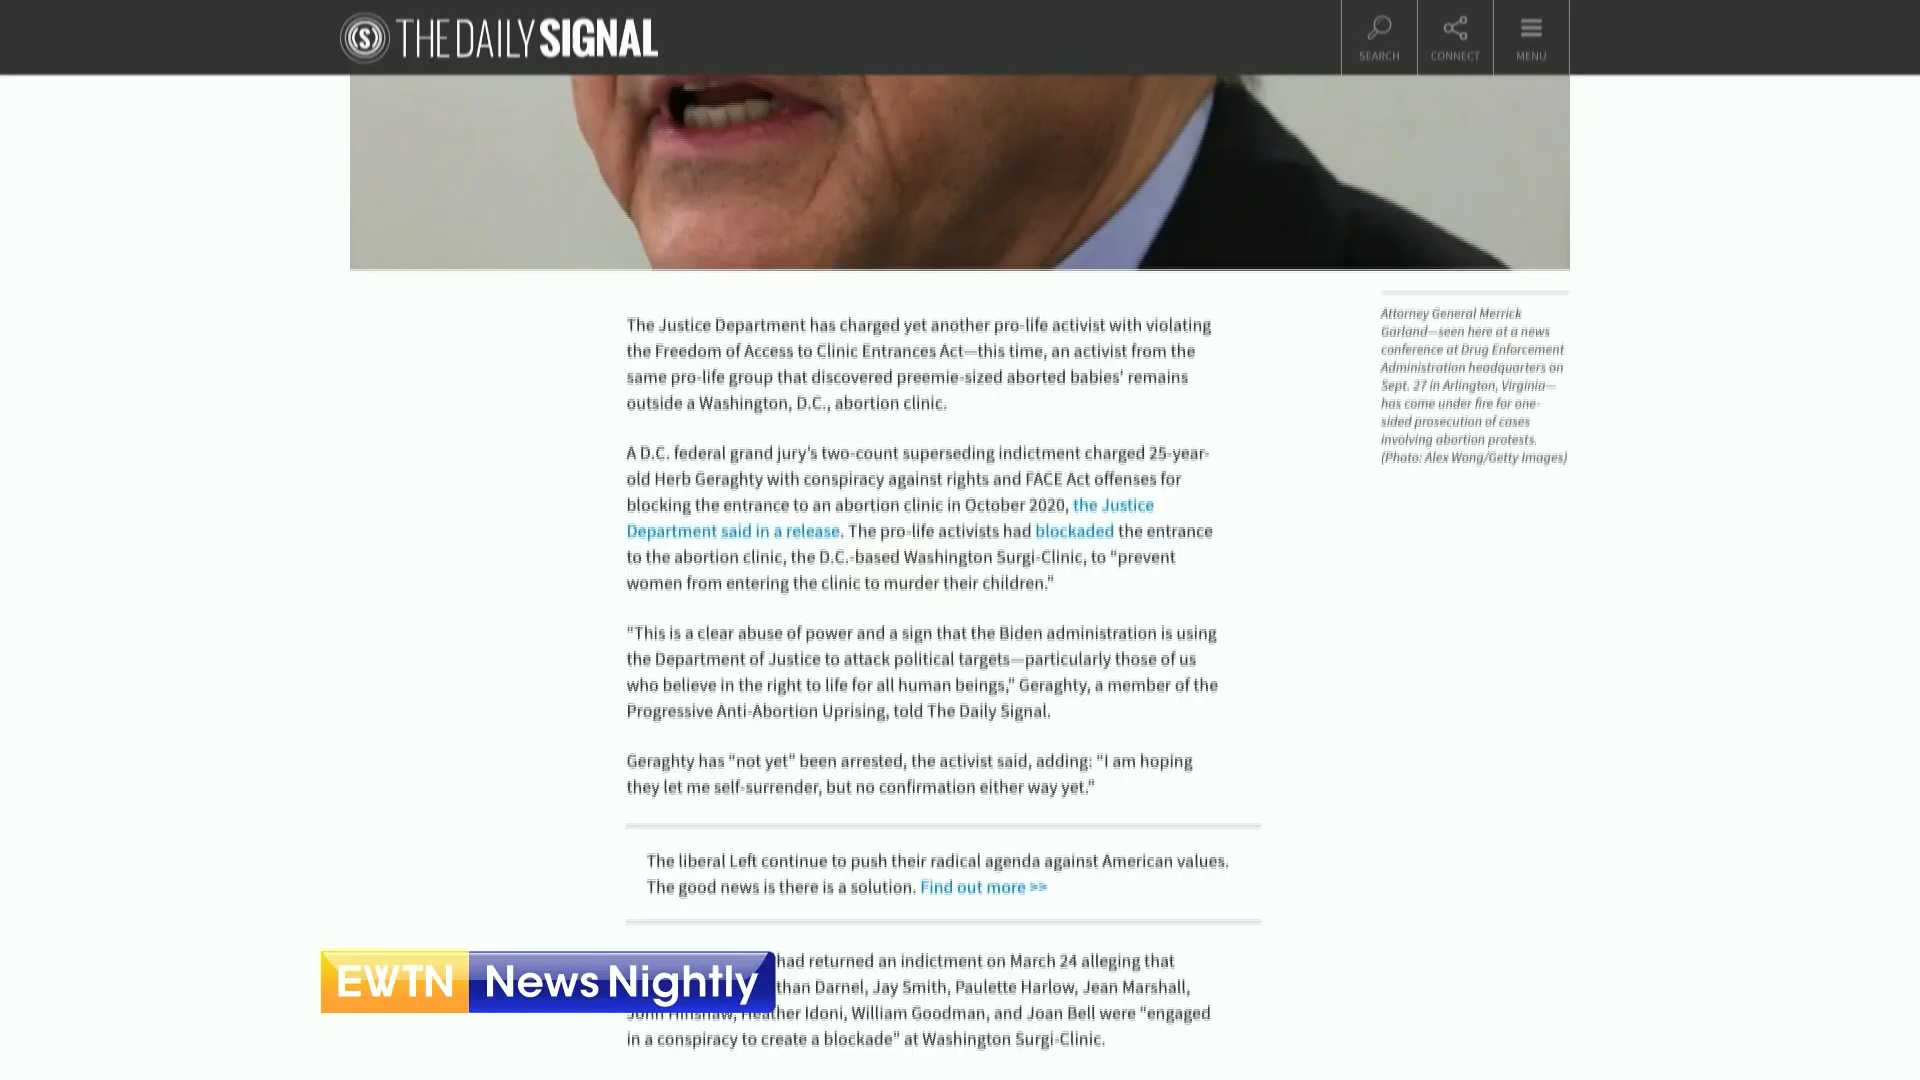 THE DAILY SIGNAL
SEARCH
CONNECT
MENU
The Justice Department has charged yet another pro-life activist with violating
the Freedom of Access to Clinic Entrances Act—this time, an activist from the
same pro-life group that discovered preemie-sized aborted babies’ remains
outside a Washington, D.C., abortion clinic.
A D.C. federal grand jury’s two-count superseding indictment charged 25-year-
old Herb Geraghty with conspiracy against rights and FACE Act offenses for
blocking the entrance to an abortion clinic in October 2020, the Justice
Department said in a release. The pro-life activists had blockaded the entrance
to the abortion clinic, the D.C.-based Washington Surgi-Clinic, to “prevent
women from entering the clinic to murder their children.”
“This is a clear abuse of power and a sign that the Biden administration is using
the Department of Justice to attack political targets—particularly those of us
who believe in the right to life for all human beings,” Geraghty, a member of the
Progressive Anti-Abortion Uprising, told The Daily Signal.
Geraghty has “not yet” been arrested, the activist said, adding: “I am hoping
they let me self-surrender, but no confirmation either way yet.”
The liberal Left continue to push their radical agenda against American values.
The good news is there is a solution. Find out more >>
had returned an indictment on March 24 alleging that
than Darnel, Jay Smith, Paulette Harlow, Jean Marshall,
John Hinshaw, Heather Idoni, William Goodman, and Joan Bell were “engaged
in a conspiracy to create a blockade” at Washington Surgi-Clinic.
Attorney General Merrick
Garland—seen here at a news
conference at Drug Enforcement
Administration headquarters on
Sept. 27 in Arlington, Virginia—
has come under fire for one-
sided prosecution of cases
involving abortion protests.
(Photo: Alex Wong/Getty Images)
EWTN News Nightly